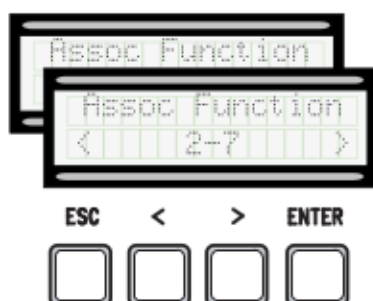 Assoc Function
Assoc Function
< 2-7 >
ESC < > ENTER